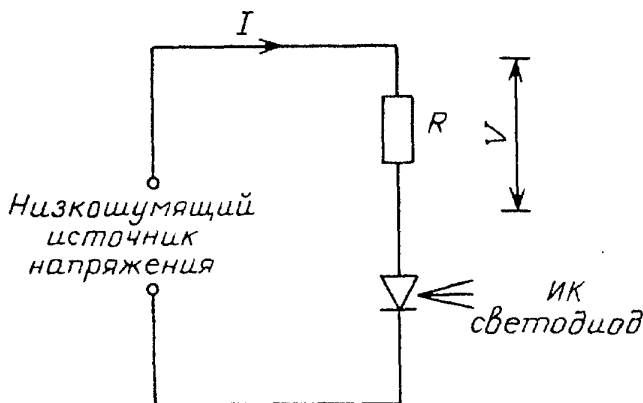 I
R
V
Низкошумящий
источник
напряжения
ИК
светодиод